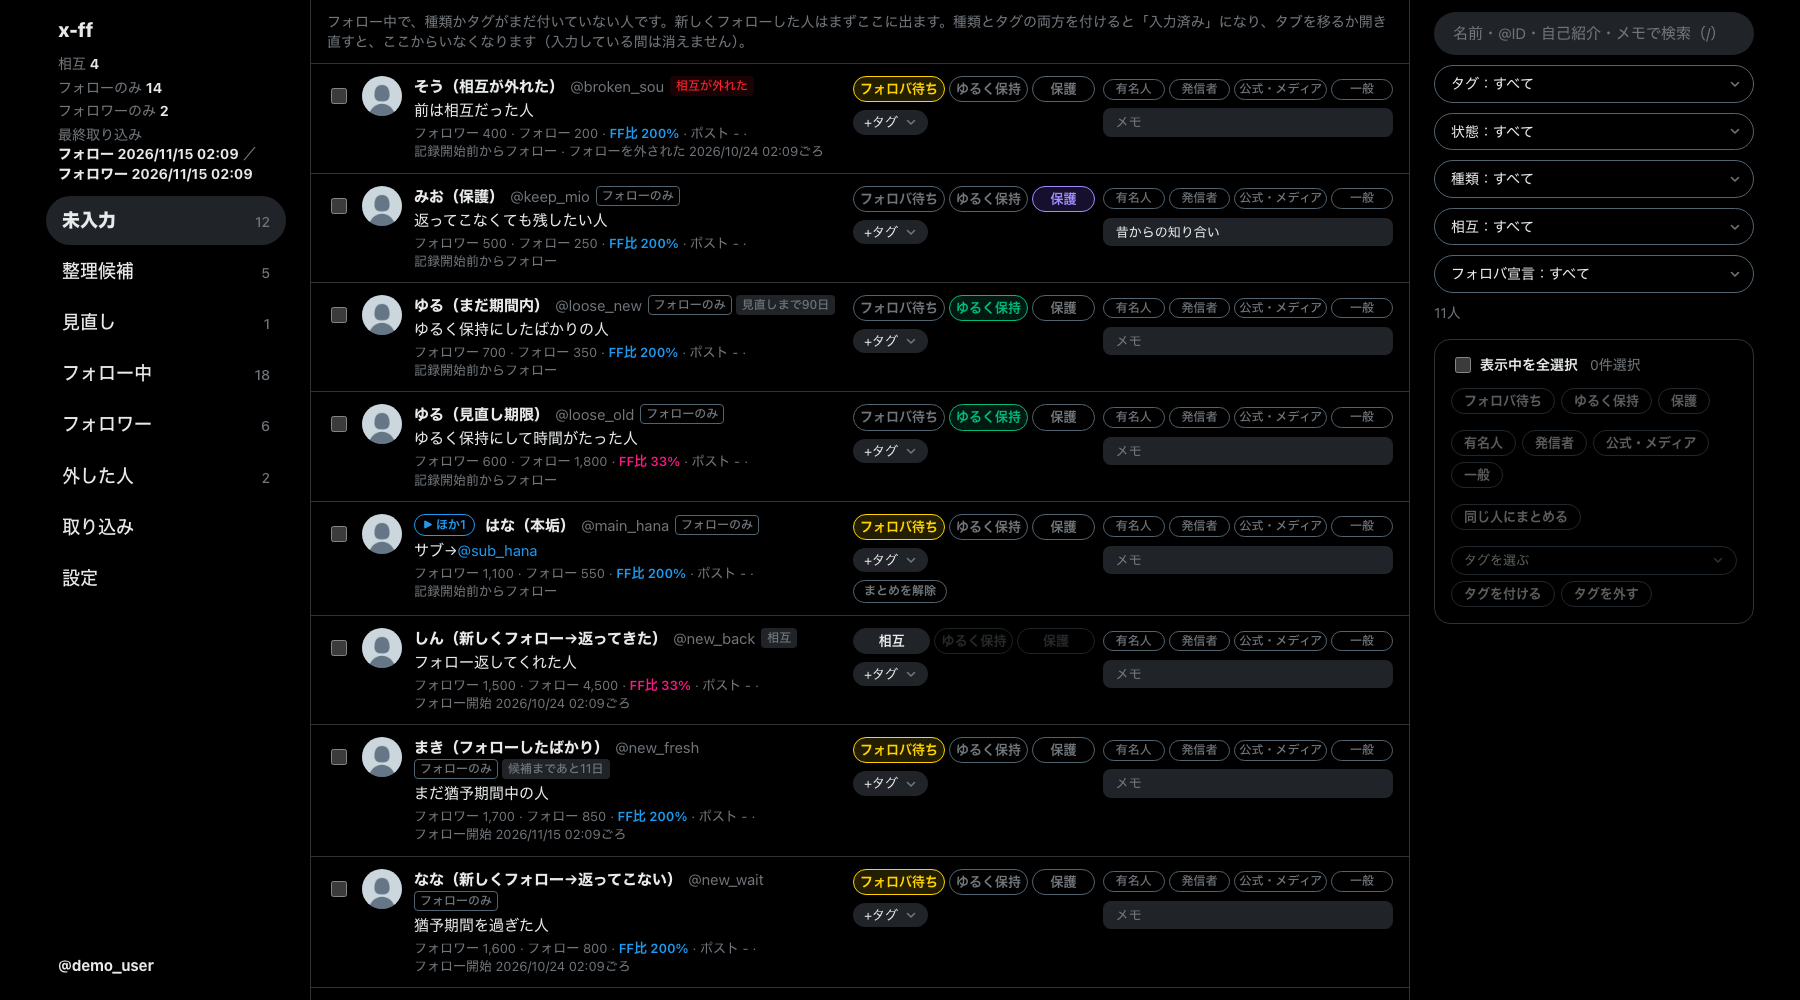 x-ff
相互 4
フォローのみ 14
フォロワーのみ 2
最終取り込み
フォロー 2026/11/15 02:09 ／
フォロワー 2026/11/15 02:09
未入力 12
整理候補 5
見直し 1
フォロー中 18
フォロワー 6
外した人 2
取り込み
設定
@demo_user
フォロー中で、種類かタグがまだ付いていない人です。新しくフォローした人はまずここに出ます。種類とタグの両方を付けると「入力済み」になり、タブを移るか開き
直すと、ここからいなくなります（入力している間は消えません）。
そう（相互が外れた） @broken_sou 相互が外れた
前は相互だった人
フォロワー 400 · フォロー 200 · FF比 200% · ポスト - ·
記録開始前からフォロー · フォローを外された 2026/10/24 02:09ごろ
フォロバ待ち ゆるく保持 保護 有名人 発信者 公式・メディア 一般
+タグ メモ
みお（保護） @keep_mio フォローのみ
返ってこなくても残したい人
フォロワー 500 · フォロー 250 · FF比 200% · ポスト - ·
記録開始前からフォロー
フォロバ待ち ゆるく保持 保護 有名人 発信者 公式・メディア 一般
+タグ 昔からの知り合い
ゆる（まだ期間内） @loose_new フォローのみ 見直しまで90日
ゆるく保持にしたばかりの人
フォロワー 700 · フォロー 350 · FF比 200% · ポスト - ·
記録開始前からフォロー
フォロバ待ち ゆるく保持 保護 有名人 発信者 公式・メディア 一般
+タグ メモ
ゆる（見直し期限） @loose_old フォローのみ
ゆるく保持にして時間がたった人
フォロワー 600 · フォロー 1,800 · FF比 33% · ポスト - ·
記録開始前からフォロー
フォロバ待ち ゆるく保持 保護 有名人 発信者 公式・メディア 一般
+タグ メモ
▶ ほか1 はな（本垢） @main_hana フォローのみ
サブ→@sub_hana
フォロワー 1,100 · フォロー 550 · FF比 200% · ポスト - ·
記録開始前からフォロー
フォロバ待ち ゆるく保持 保護 有名人 発信者 公式・メディア 一般
+タグ メモ
まとめを解除
しん（新しくフォロー→返ってきた） @new_back 相互
フォロー返してくれた人
フォロワー 1,500 · フォロー 4,500 · FF比 33% · ポスト - ·
フォロー開始 2026/10/24 02:09ごろ
相互 ゆるく保持 保護 有名人 発信者 公式・メディア 一般
+タグ メモ
まき（フォローしたばかり） @new_fresh
フォローのみ 候補まであと11日
まだ猶予期間中の人
フォロワー 1,700 · フォロー 850 · FF比 200% · ポスト - ·
フォロー開始 2026/11/15 02:09ごろ
フォロバ待ち ゆるく保持 保護 有名人 発信者 公式・メディア 一般
+タグ メモ
なな（新しくフォロー→返ってこない） @new_wait
フォローのみ
猶予期間を過ぎた人
フォロワー 1,600 · フォロー 800 · FF比 200% · ポスト - ·
フォロー開始 2026/10/24 02:09ごろ
フォロバ待ち ゆるく保持 保護 有名人 発信者 公式・メディア 一般
+タグ メモ
名前・@ID・自己紹介・メモで検索（/）
タグ：すべて
状態：すべて
種類：すべて
相互：すべて
フォロバ宣言：すべて
11人
表示中を全選択 0件選択
フォロバ待ち ゆるく保持 保護
有名人 発信者 公式・メディア
一般
同じ人にまとめる
タグを選ぶ
タグを付ける タグを外す